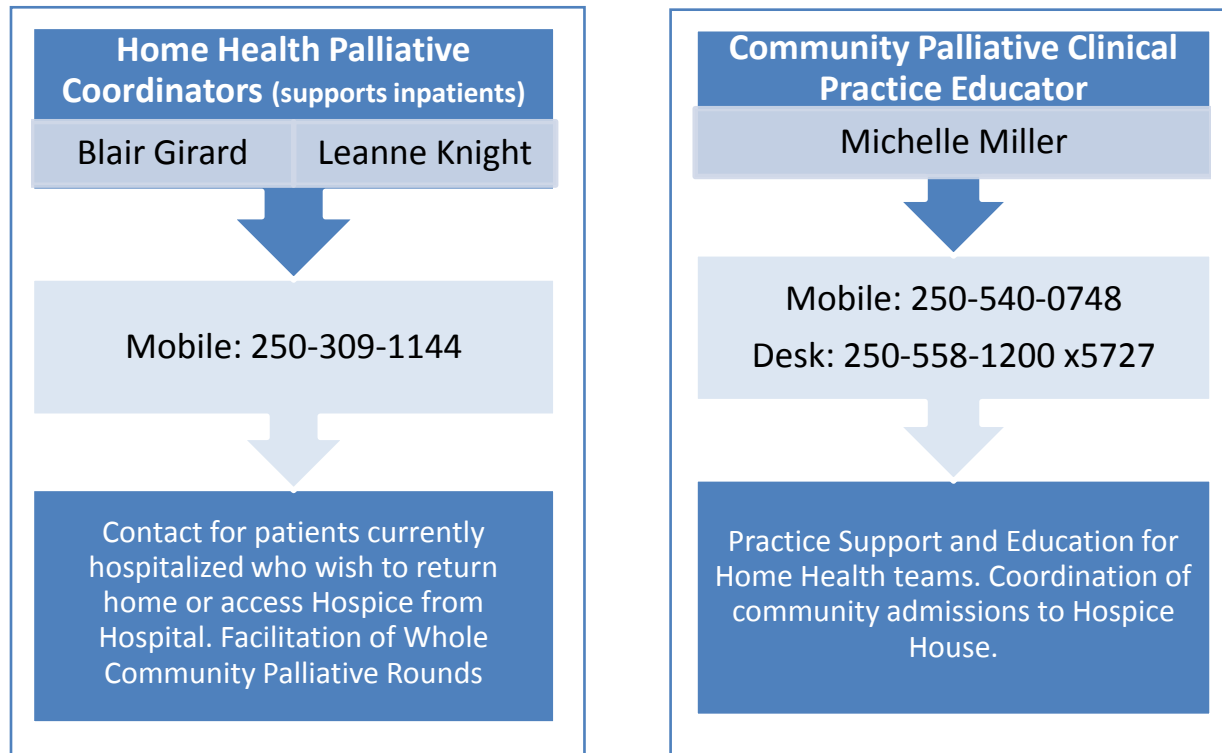 Home Health Palliative
Coordinators (supports inpatients)
Blair Girard
Leanne Knight
Mobile: 250-309-1144
Contact for patients currently
hospitalized who wish to return
home or access Hospice from
Hospital. Facilitation of Whole
Community Palliative Rounds
Community Palliative Clinical
Practice Educator
Michelle Miller
Mobile: 250-540-0748
Desk: 250-558-1200 x5727
Practice Support and Education for
Home Health teams. Coordination of
community admissions to Hospice
House.